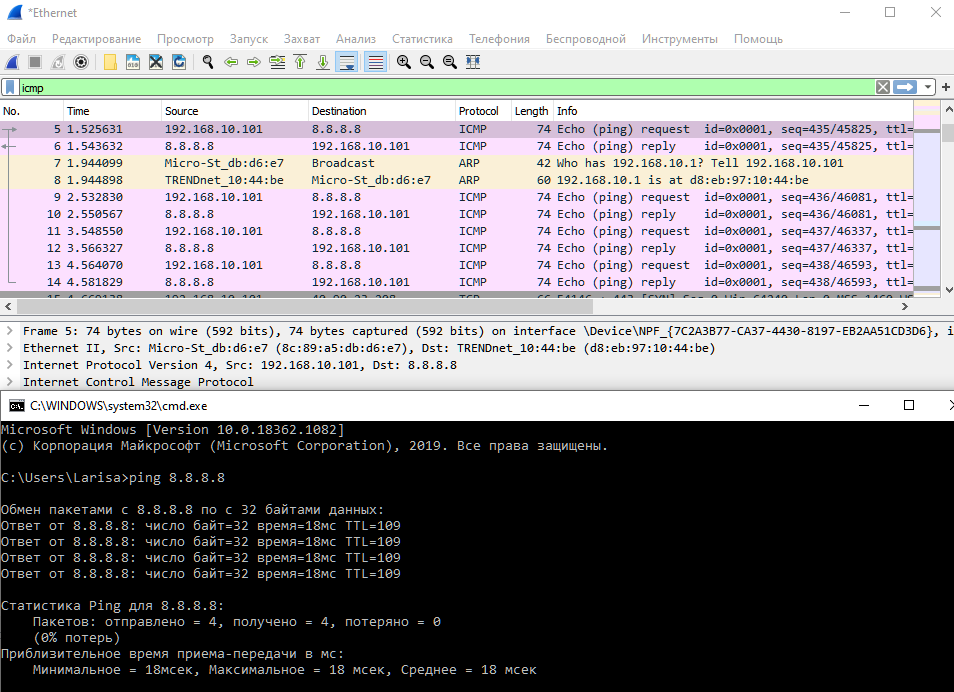 *Ethernet
Файл Редактирование Просмотр Запуск Захват Анализ Статистика Телефония Беспроводной Инструменты Помощь
icmp
No. Time Source Destination Protocol Length Info
5 1.525631 192.168.10.101 8.8.8.8 ICMP 74 Echo (ping) request id=0x0001, seq=435/45825, ttl=
6 1.543632 8.8.8.8 192.168.10.101 ICMP 74 Echo (ping) reply id=0x0001, seq=435/45825, ttl=
7 1.944099 Micro-St_db:d6:e7 Broadcast ARP 42 Who has 192.168.10.1? Tell 192.168.10.101
8 1.944898 TRENDnet_10:44:be Micro-St_db:d6:e7 ARP 60 192.168.10.1 is at d8:eb:97:10:44:be
9 2.532830 192.168.10.101 8.8.8.8 ICMP 74 Echo (ping) request id=0x0001, seq=436/46081, ttl=
10 2.550567 8.8.8.8 192.168.10.101 ICMP 74 Echo (ping) reply id=0x0001, seq=436/46081, ttl=
11 3.548550 192.168.10.101 8.8.8.8 ICMP 74 Echo (ping) request id=0x0001, seq=437/46337, ttl=
12 3.566327 8.8.8.8 192.168.10.101 ICMP 74 Echo (ping) reply id=0x0001, seq=437/46337, ttl=
13 4.564070 192.168.10.101 8.8.8.8 ICMP 74 Echo (ping) request id=0x0001, seq=438/46593, ttl=
14 4.581829 8.8.8.8 192.168.10.101 ICMP 74 Echo (ping) reply id=0x0001, seq=438/46593, ttl=
Frame 5: 74 bytes on wire (592 bits), 74 bytes captured (592 bits) on interface \Device\NPF_{7C2A3B77-CA37-4430-8197-EB2AA51CD3D6}, i
Ethernet II, Src: Micro-St_db:d6:e7 (8c:89:a5:db:d6:e7), Dst: TRENDnet_10:44:be (d8:eb:97:10:44:be)
Internet Protocol Version 4, Src: 192.168.10.101, Dst: 8.8.8.8
Internet Control Message Protocol
C:\WINDOWS\system32\cmd.exe
Microsoft Windows [Version 10.0.18362.1082]
(c) Корпорация Майкрософт (Microsoft Corporation), 2019. Все права защищены.
C:\Users\Larisa>ping 8.8.8.8
Обмен пакетами с 8.8.8.8 по с 32 байтами данных:
Ответ от 8.8.8.8: число байт=32 время=18мс TTL=109
Ответ от 8.8.8.8: число байт=32 время=18мс TTL=109
Ответ от 8.8.8.8: число байт=32 время=18мс TTL=109
Ответ от 8.8.8.8: число байт=32 время=18мс TTL=109
Статистика Ping для 8.8.8.8:
Пакетов: отправлено = 4, получено = 4, потеряно = 0
(0% потерь)
Приблизительное время приема-передачи в мс:
Минимальное = 18мсек, Максимальное = 18 мсек, Среднее = 18 мсек